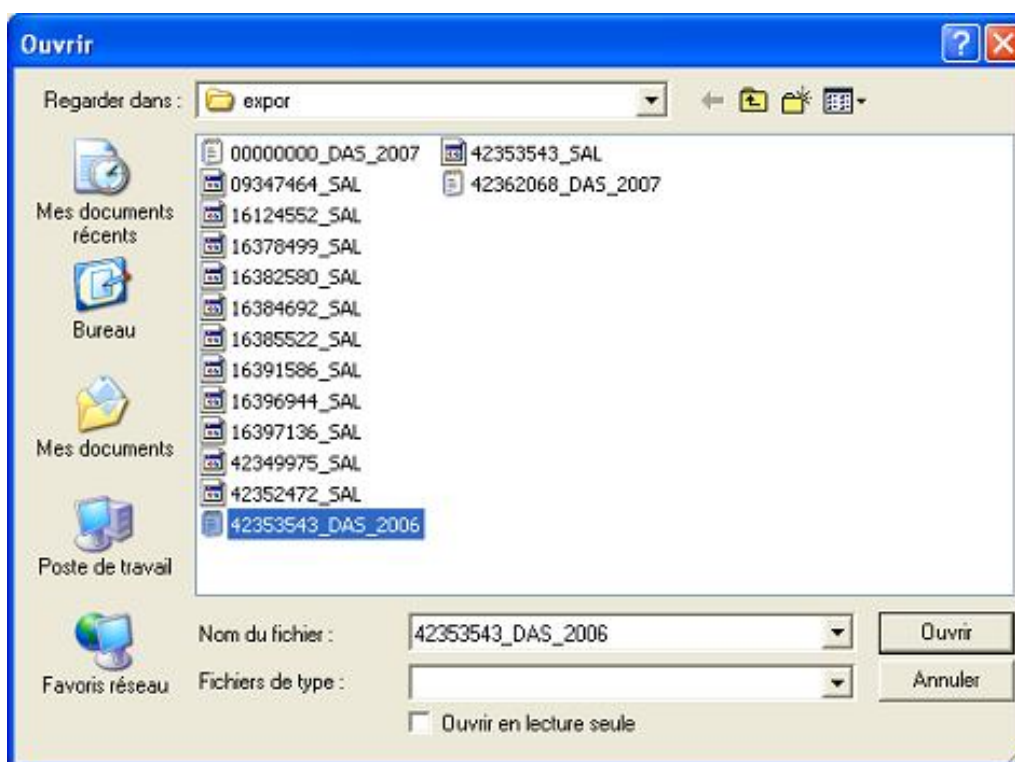 Ouvrir
Regarder dans :
expor
Mes documents
récents
Bureau
Mes documents
Poste de travail
Favoris réseau
00000000_DAS_2007
09347464_SAL
16124552_SAL
16378499_SAL
16382580_SAL
16384692_SAL
16385522_SAL
16391586_SAL
16396944_SAL
16397136_SAL
42349975_SAL
42352472_SAL
42353543_DAS_2006
42353543_SAL
42362068_DAS_2007
Nom du fichier :
42353543_DAS_2006
Ouvrir
Fichiers de type :
Annuler
Ouvrir en lecture seule